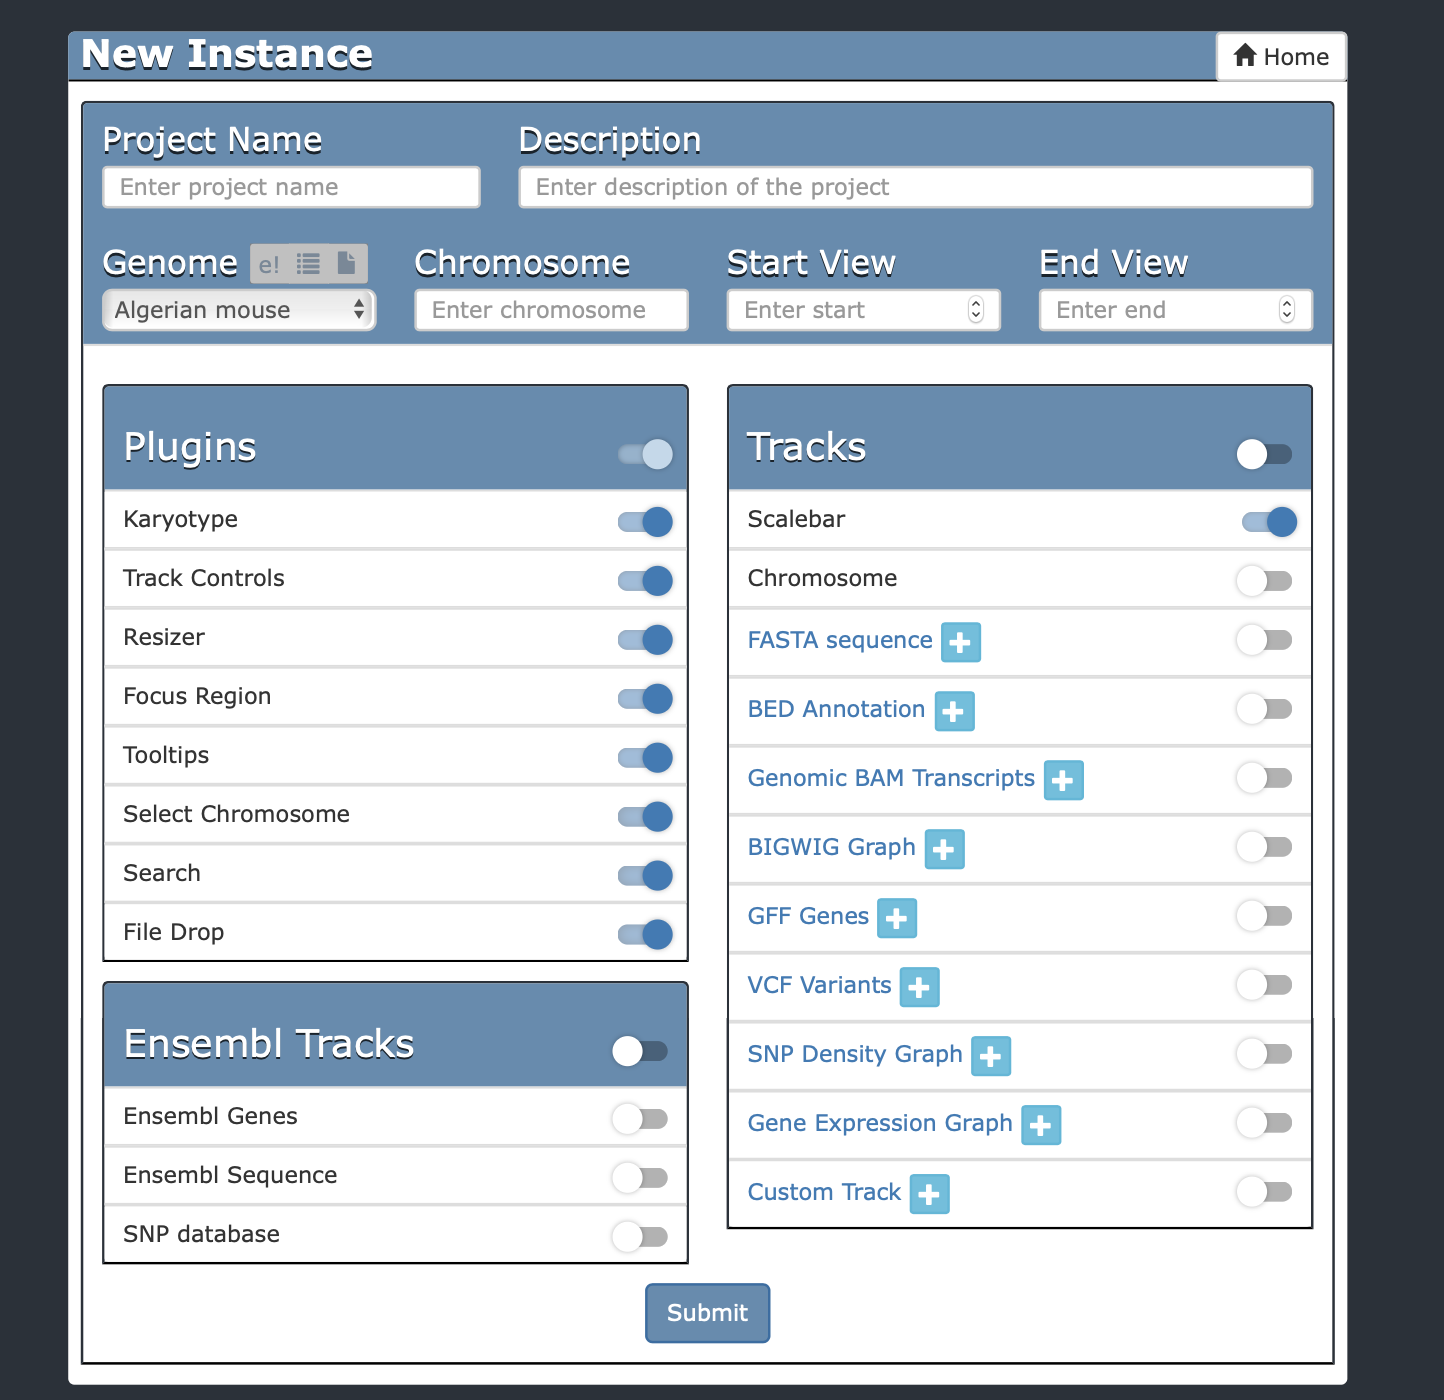 New Instance
Home
Project Name
Description
Enter project name
Enter description of the project
Genome e!
Chromosome
Start View
End View
Algerian mouse
Enter chromosome
Enter start
Enter end
Plugins
Karyotype
Track Controls
Resizer
Focus Region
Tooltips
Select Chromosome
Search
File Drop
Ensembl Tracks
Ensembl Genes
Ensembl Sequence
SNP database
Tracks
Scalebar
Chromosome
FASTA sequence
BED Annotation
Genomic BAM Transcripts
BIGWIG Graph
GFF Genes
VCF Variants
SNP Density Graph
Gene Expression Graph
Custom Track
Submit